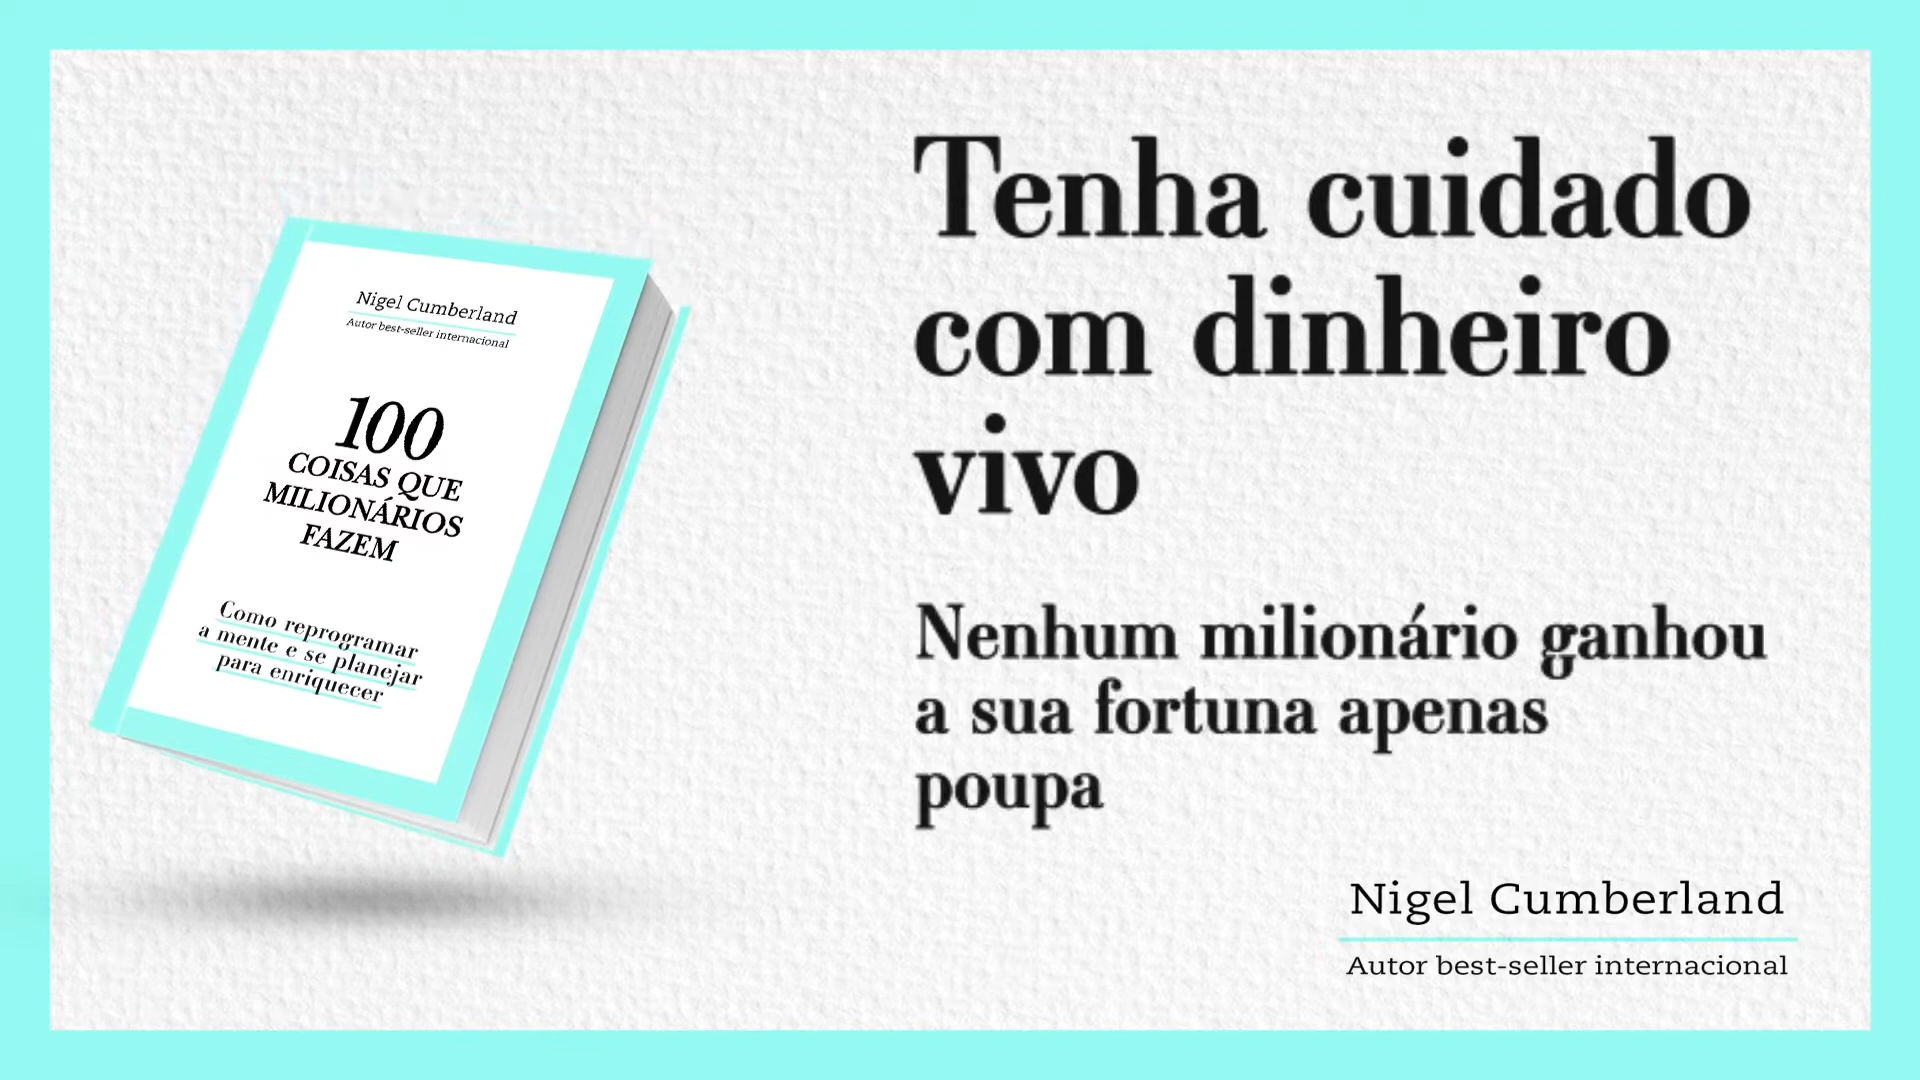 Nigel Cumberland
Autor best-seller internacional
100
COISAS QUE
MILIONÁRIOS
FAZEM
Como reprogramar
a mente e se planejar
para enriquecer
Tenha cuidado
com dinheiro
vivo
Nenhum milionário ganhou
a sua fortuna apenas
poupa
Nigel Cumberland
Autor best-seller internacional